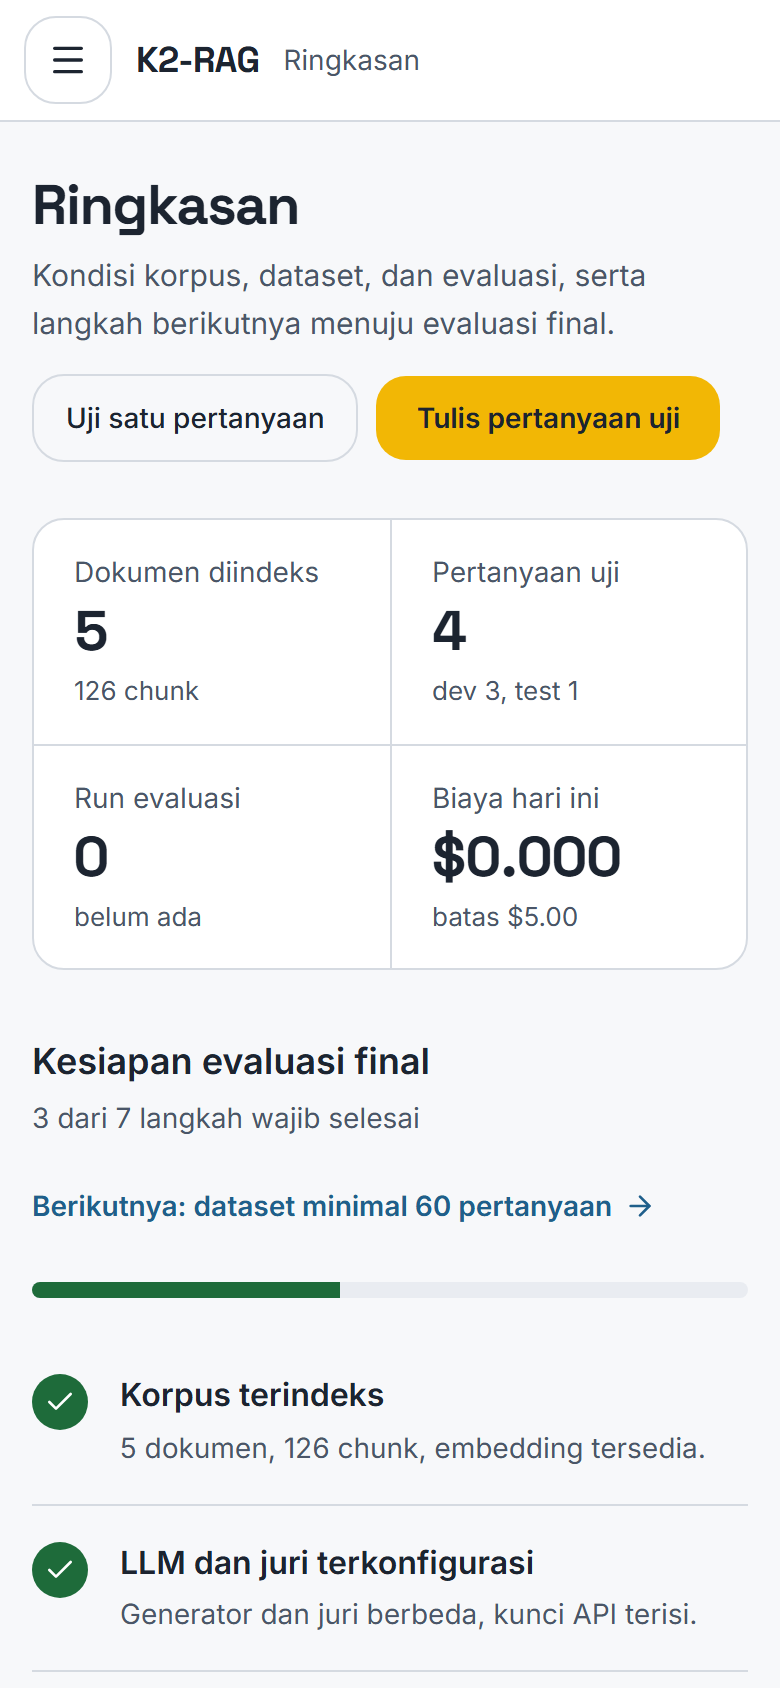 K2-RAG Ringkasan
Ringkasan
Kondisi korpus, dataset, dan evaluasi, serta
langkah berikutnya menuju evaluasi final.
Uji satu pertanyaan
Tulis pertanyaan uji
Dokumen diindeks
5
126 chunk
Pertanyaan uji
4
dev 3, test 1
Run evaluasi
0
belum ada
Biaya hari ini
$0.000
batas $5.00
Kesiapan evaluasi final
3 dari 7 langkah wajib selesai
Berikutnya: dataset minimal 60 pertanyaan →
Korpus terindeks
5 dokumen, 126 chunk, embedding tersedia.
LLM dan juri terkonfigurasi
Generator dan juri berbeda, kunci API terisi.